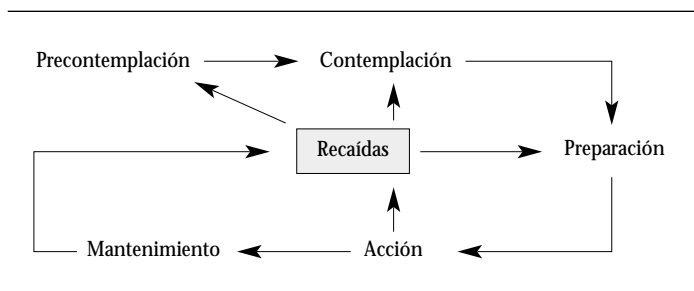 Precontemplación
Contemplación
Recaídas
Preparación
Mantenimiento
Acción